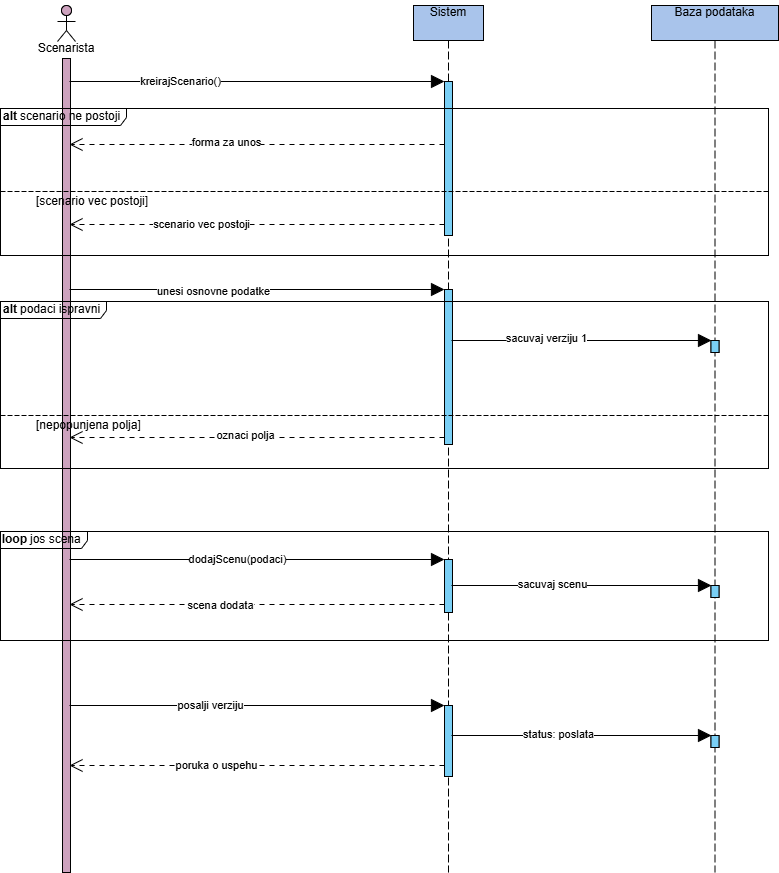 Scenarista
Sistem
Baza podataka
kreirajScenario()
alt scenario ne postoji
forma za unos
[scenario vec postoji]
scenario vec postoji
unesi osnovne podatke
alt podaci ispravni
sacuvaj verziju 1
[nepopunjena polja]
oznaci polja
loop jos scena
dodajScenu(podaci)
sacuvaj scenu
scena dodata
posalji verziju
status: poslata
poruka o uspehu